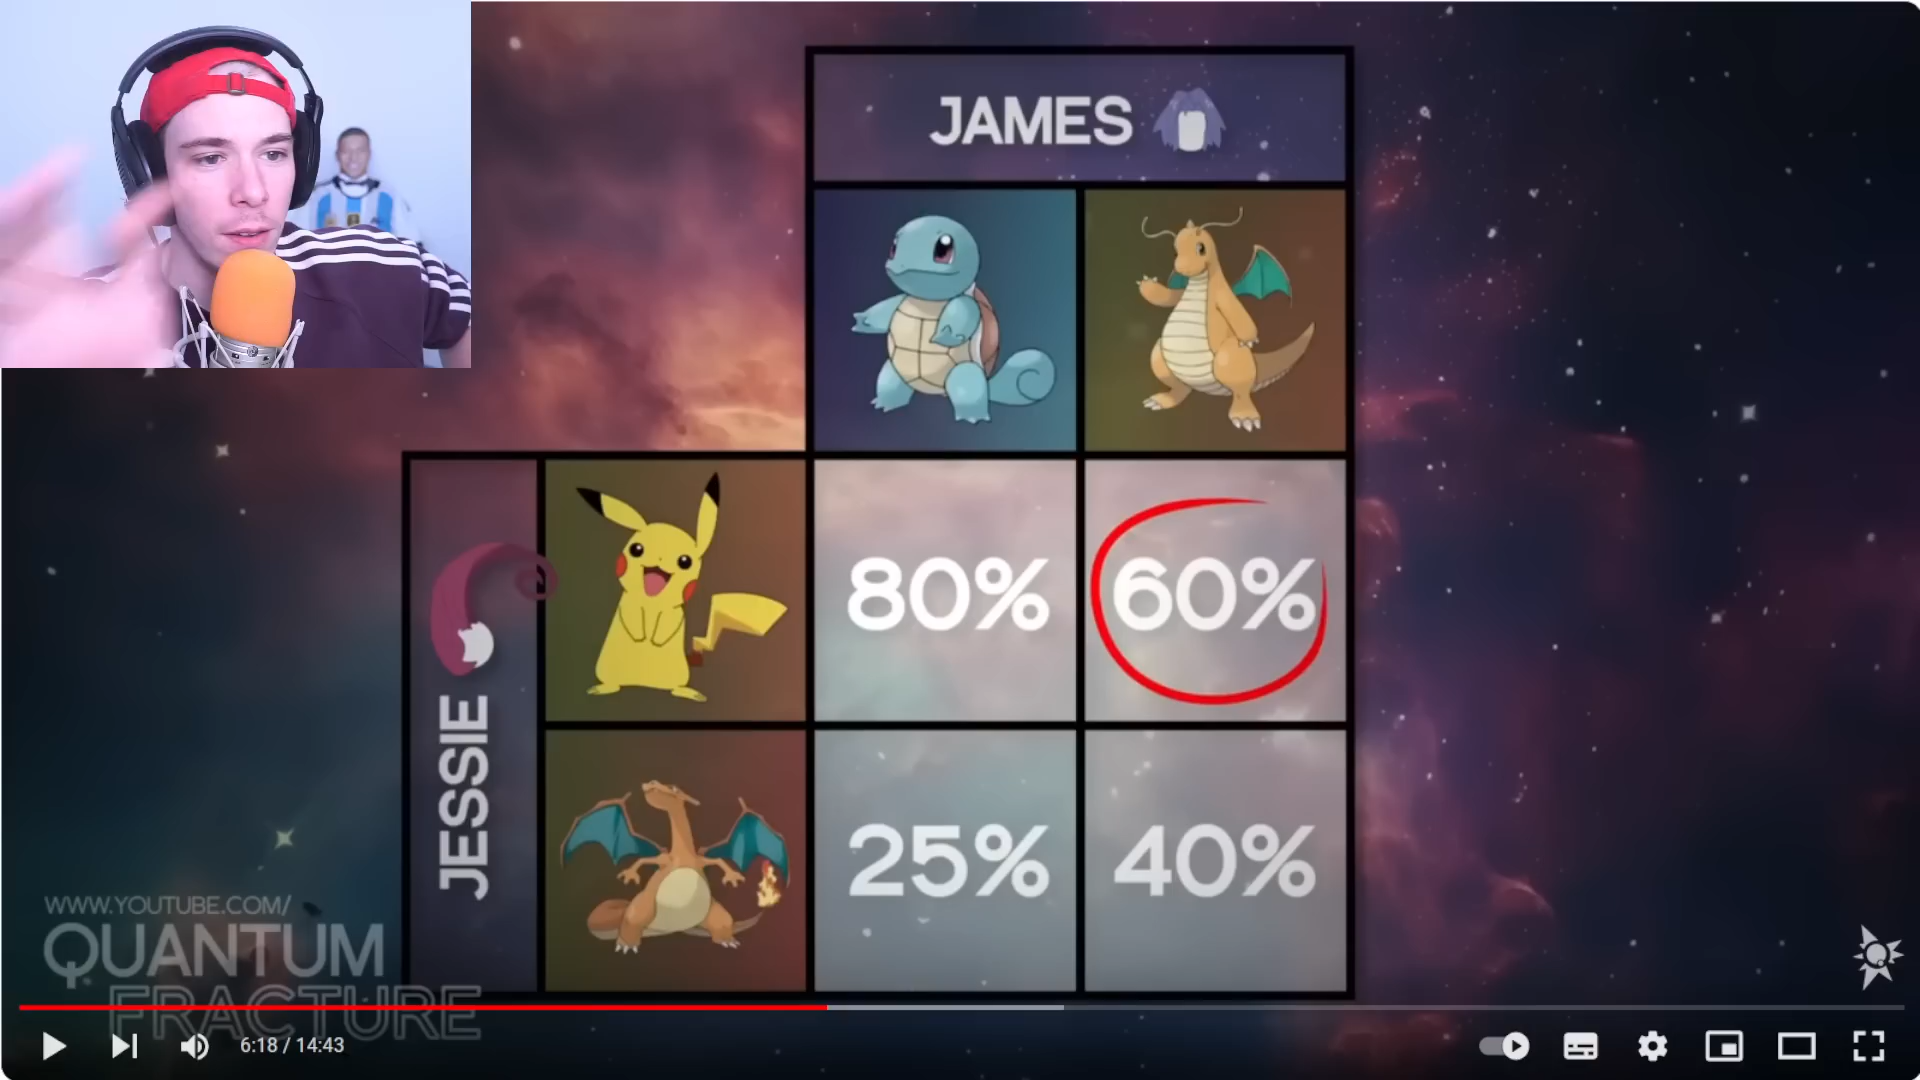 JAMES
80% 60%
JESSIE
25% 40%
WWW.YOUTUBE.COM/
QUANTUM
FRACTURE
6:18 / 14:43